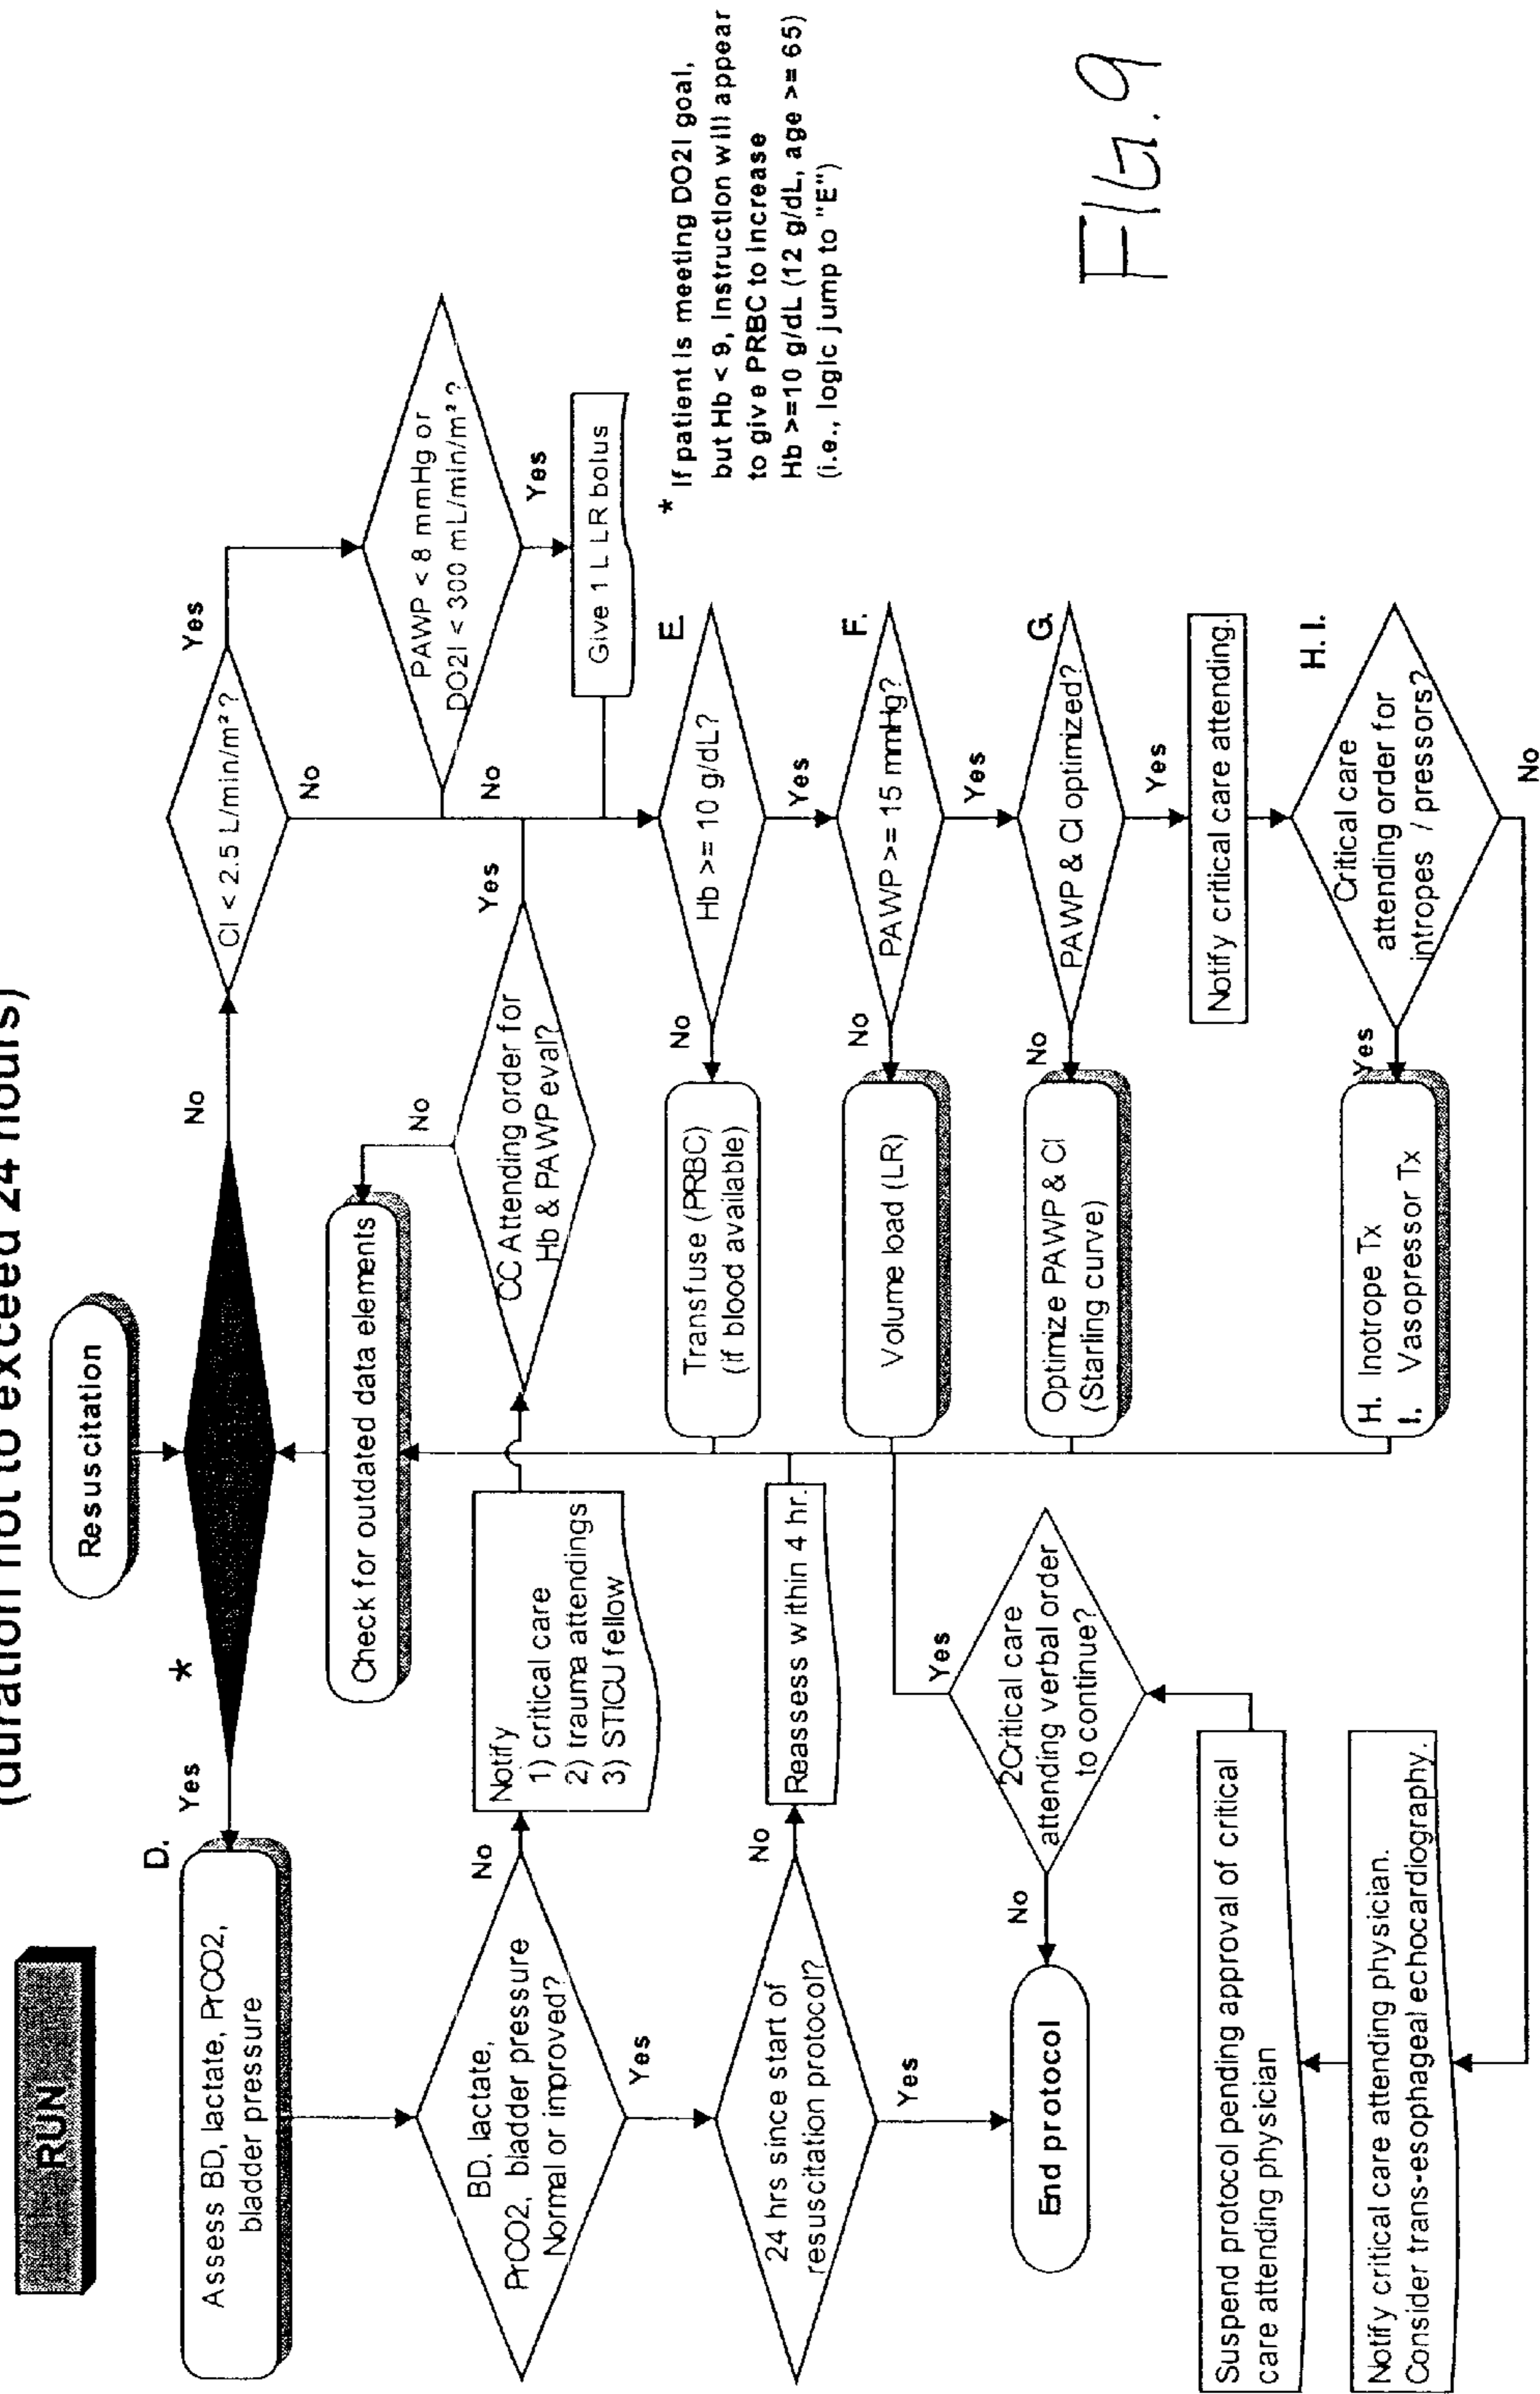 (duration not to exceed 24 hours)
RUN
Resuscitation
*
Yes
No
D.
Assess BD, lactate, PrCO2,
bladder pressure
Check for outdated data elements
CI < 2.5 L/min/m² ?
Yes
No
PAWP < 8 mmHg or
DO2I < 300 mL/min/m² ?
No
Yes
Give 1 L LR bolus
BD, lactate,
PrCO2, bladder pressure
Normal or improved?
No
Yes
Notify
1) critical care
2) trauma attendings
3) STICU fellow
CC Attending order for
Hb & PAWP eval?
No
Yes
24 hrs since start of
resuscitation protocol?
No
Yes
Reassess within 4 hr.
E.
Hb >= 10 g/dL?
No
Yes
Transfuse (PRBC)
(if blood available)
* If patient is meeting DO2I goal,
but Hb < 9, instruction will appear
to give PRBC to increase
Hb >=10 g/dL (12 g/dL, age >= 65)
(i.e., logic jump to "E")
F.
PAWP >= 15 mmHg?
No
Yes
Volume load (LR)
End protocol
No
2Critical care
attending verbal order
to continue?
Yes
G.
PAWP & CI optimized?
No
Yes
Optimize PAWP & CI
(Starling curve)
Notify critical care attending.
Suspend protocol pending approval of critical
care attending physician
H. I.
Critical care
attending order for
intropes / pressors?
Yes
No
H. Inotrope Tx
I. Vasopressor Tx
Notify critical care attending physician.
Consider trans-esophageal echocardiography.
FIG. 9